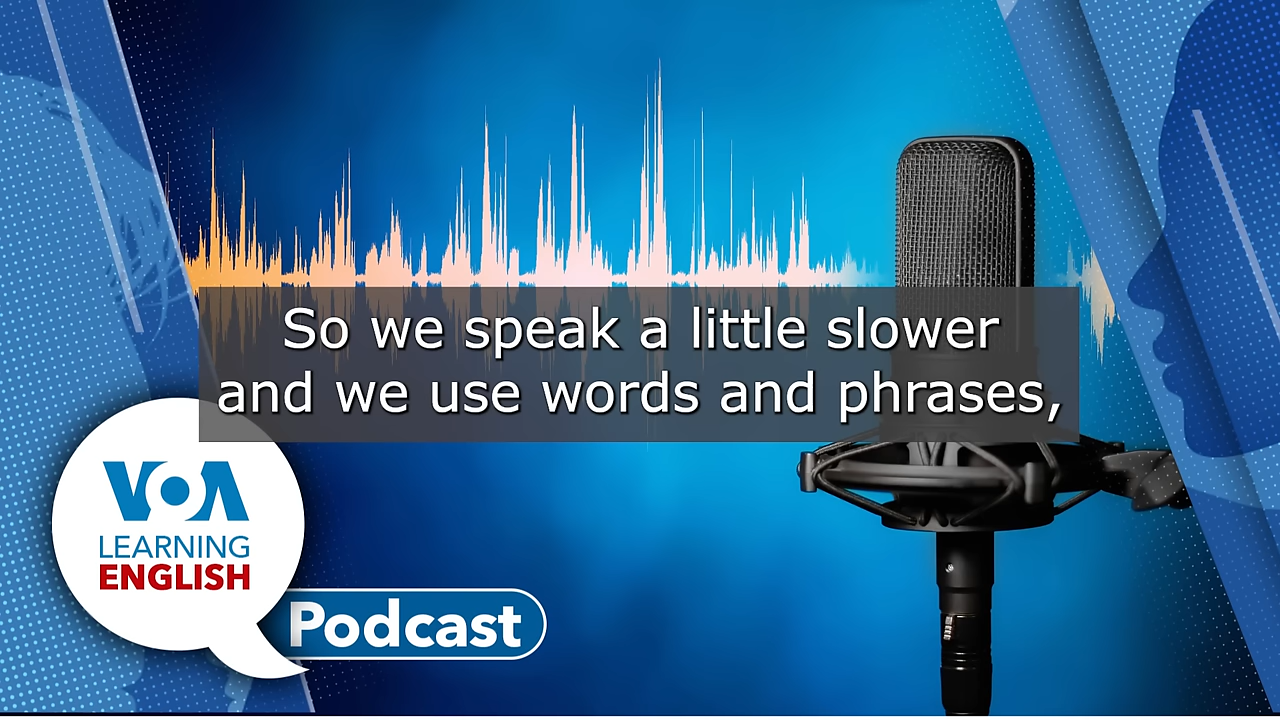 So we speak a little slower
and we use words and phrases,
VOA
LEARNING
ENGLISH
Podcast